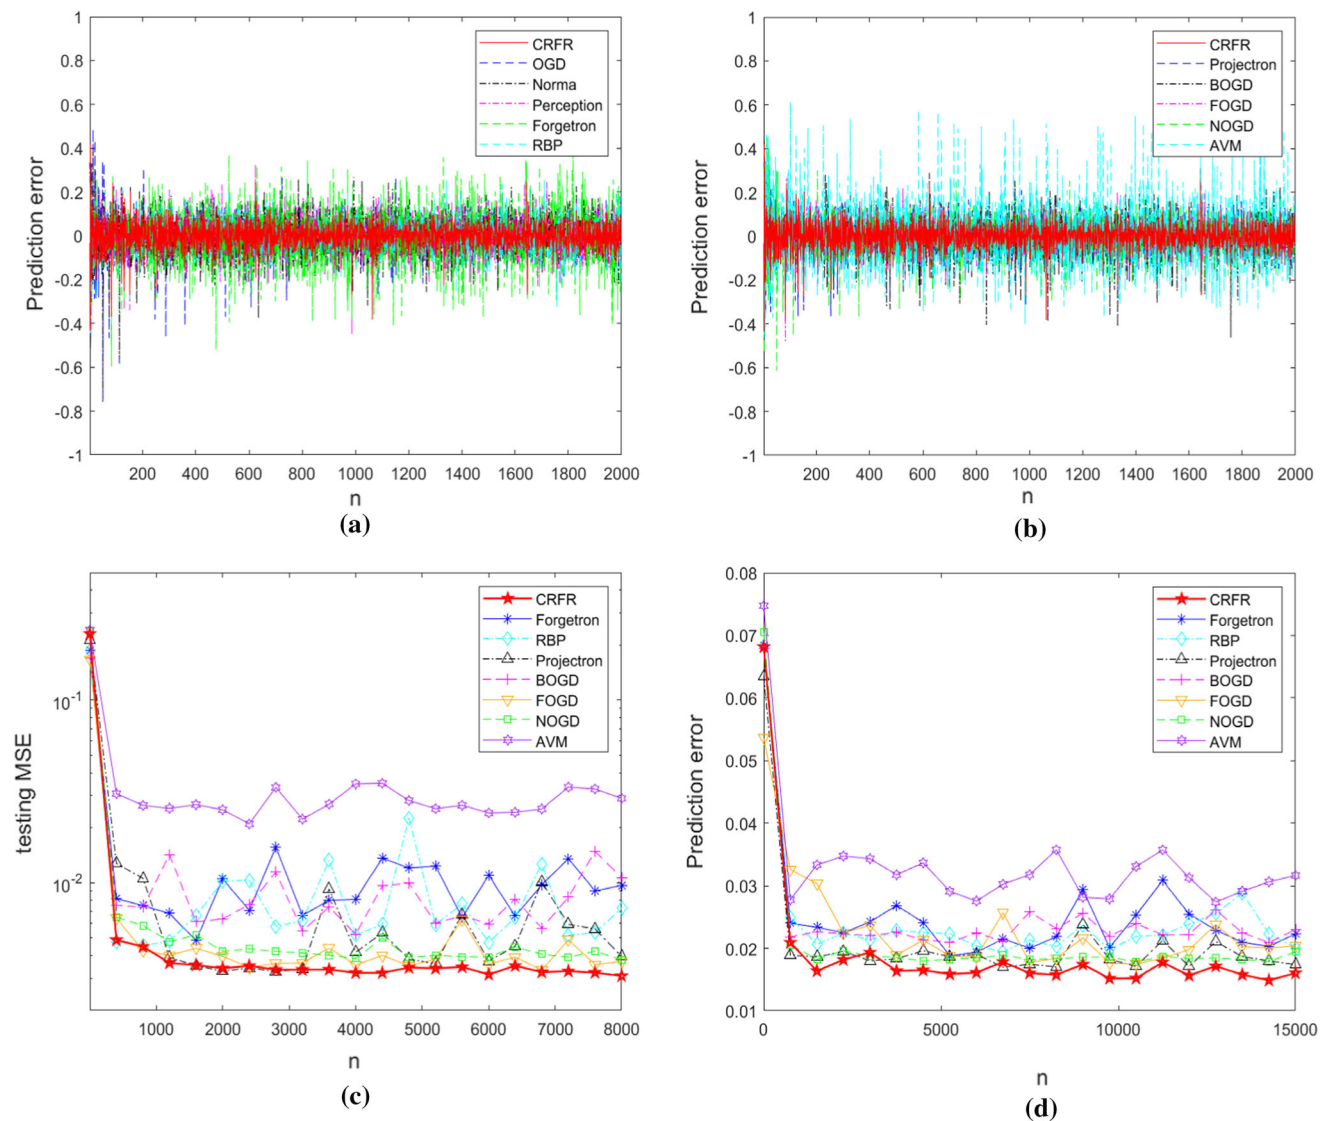 1
0.8
0.6
0.4
0.2
0
-0.2
-0.4
-0.6
-0.8
-1
Prediction error
200 400 600 800 1000 1200 1400 1600 1800 2000
n
CRFR
OGD
Norma
Perception
Forgetron
RBP
(a)
1
0.8
0.6
0.4
0.2
0
-0.2
-0.4
-0.6
-0.8
-1
Prediction error
200 400 600 800 1000 1200 1400 1600 1800 2000
n
CRFR
Projectron
BOGD
FOGD
NOGD
AVM
(b)
10-1
10-2
testing MSE
1000 2000 3000 4000 5000 6000 7000 8000
n
CRFR
Forgetron
RBP
Projectron
BOGD
FOGD
NOGD
AVM
(c)
0.08
0.07
0.06
0.05
0.04
0.03
0.02
0.01
Prediction error
0 5000 10000 15000
n
CRFR
Forgetron
RBP
Projectron
BOGD
FOGD
NOGD
AVM
(d)